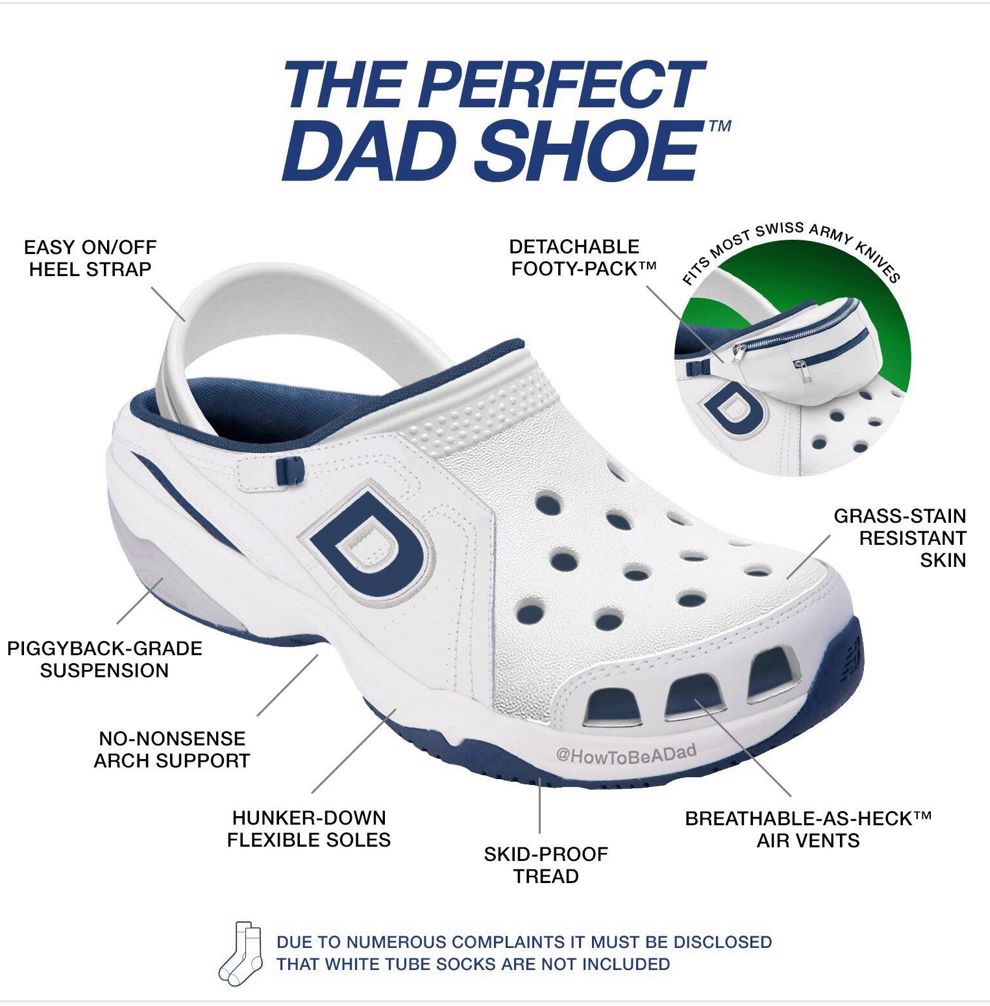 THE PERFECT
DAD SHOE™
EASY ON/OFF
HEEL STRAP
DETACHABLE
FOOTY-PACK™
FITS MOST SWISS ARMY KNIVES
D
D
GRASS-STAIN
RESISTANT
SKIN
PIGGYBACK-GRADE
SUSPENSION
NO-NONSENSE
ARCH SUPPORT
@HowToBeADad
HUNKER-DOWN
FLEXIBLE SOLES
BREATHABLE-AS-HECK™
AIR VENTS
SKID-PROOF
TREAD
DUE TO NUMEROUS COMPLAINTS IT MUST BE DISCLOSED
THAT WHITE TUBE SOCKS ARE NOT INCLUDED